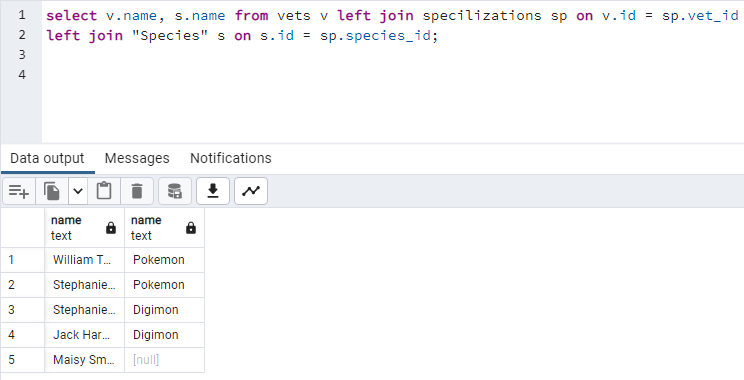 1 select v.name, s.name from vets v left join specilizations sp on v.id = sp.vet_id
2 left join "Species" s on s.id = sp.species_id;
3
4
Data output Messages Notifications
name text name text
1 William T... Pokemon
2 Stephanie... Pokemon
3 Stephanie... Digimon
4 Jack Har... Digimon
5 Maisy Sm... [null]